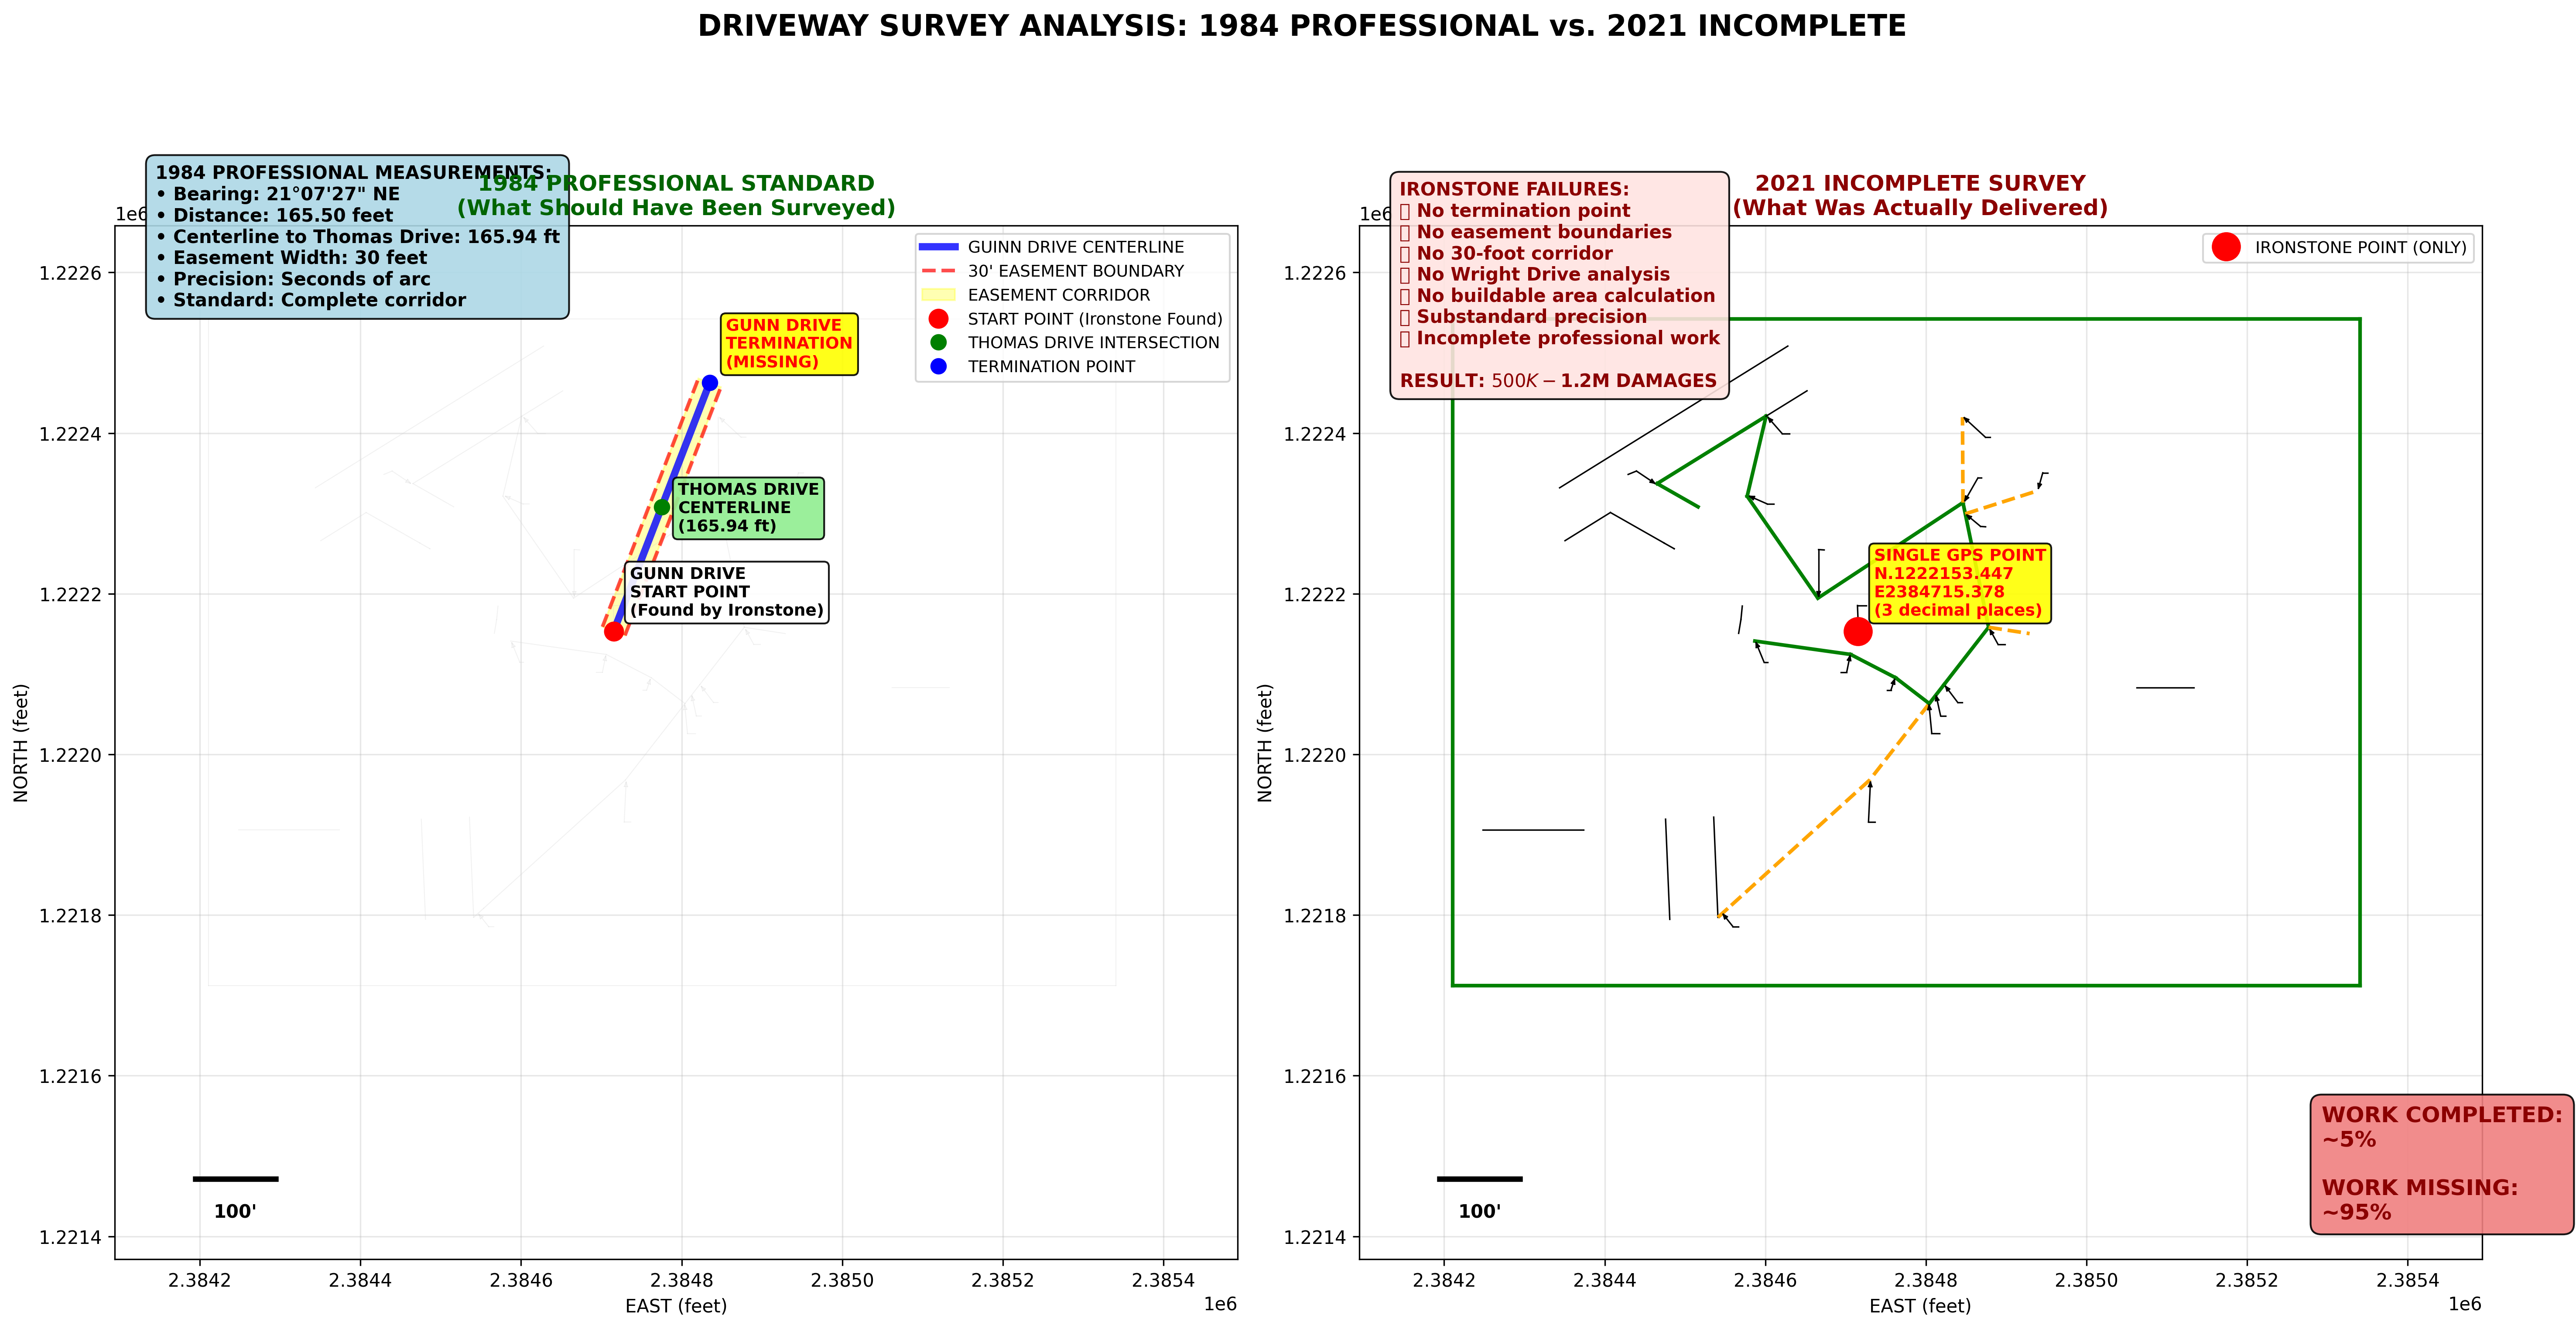 DRIVEWAY SURVEY ANALYSIS: 1984 PROFESSIONAL vs. 2021 INCOMPLETE
1984 PROFESSIONAL MEASUREMENTS:
• Bearing: 21°07'27" NE
• Distance: 165.50 feet
• Centerline to Thomas Drive: 165.94 ft
• Easement Width: 30 feet
• Precision: Seconds of arc
• Standard: Complete corridor
1984 PROFESSIONAL STANDARD
(What Should Have Been Surveyed)
1e6
GUINN DRIVE CENTERLINE
30' EASEMENT BOUNDARY
EASEMENT CORRIDOR
START POINT (Ironstone Found)
THOMAS DRIVE INTERSECTION
TERMINATION POINT
GUNN DRIVE
TERMINATION
(MISSING)
THOMAS DRIVE
CENTERLINE
(165.94 ft)
GUNN DRIVE
START POINT
(Found by Ironstone)
1.2226
1.2224
1.2222
1.2220
1.2218
1.2216
1.2214
NORTH (feet)
100'
2.3842
2.3844
2.3846
2.3848
2.3850
2.3852
2.3854
1e6
EAST (feet)
IRONSTONE FAILURES:
No termination point
No easement boundaries
No 30-foot corridor
No Wright Drive analysis
No buildable area calculation
Substandard precision
Incomplete professional work
RESULT: 500K − 1.2M DAMAGES
2021 INCOMPLETE SURVEY
(What Was Actually Delivered)
1e6
IRONSTONE POINT (ONLY)
SINGLE GPS POINT
N.1222153.447
E2384715.378
(3 decimal places)
1.2226
1.2224
1.2222
1.2220
1.2218
1.2216
1.2214
NORTH (feet)
100'
WORK COMPLETED:
~5%
WORK MISSING:
~95%
2.3842
2.3844
2.3846
2.3848
2.3850
2.3852
2.3854
1e6
EAST (feet)